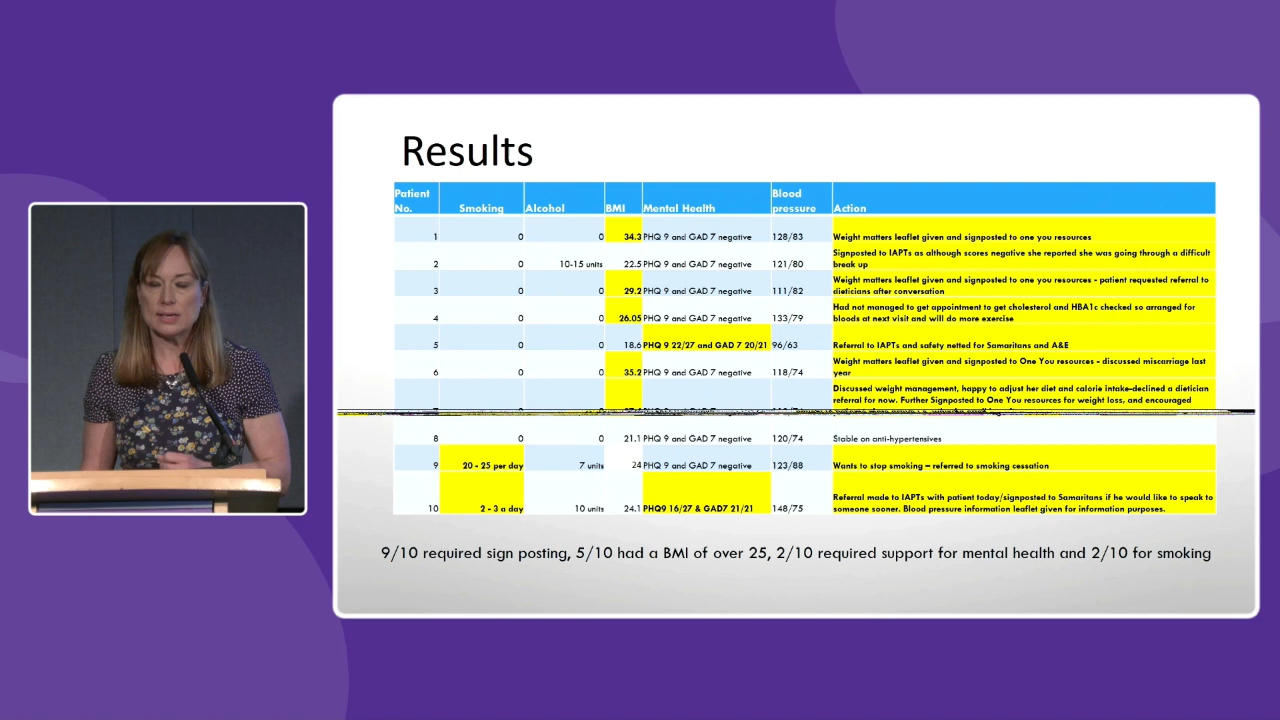 Results
Patient No. Smoking Alcohol BMI Mental Health Blood pressure Action
1 0 0 34.3 PHQ 9 and GAD 7 negative 128/83 Weight matters leaflet given and signposted to one you resources
2 0 10-15 units 22.5 PHQ 9 and GAD 7 negative 121/80 Signposted to IAPTs as although scores negative she reported she was going through a difficult
break up
3 0 0 29.2 PHQ 9 and GAD 7 negative 111/82 Weight matters leaflet given and signposted to one you resources - patient requested referral to
dieticians after conversation
4 0 0 26.05 PHQ 9 and GAD 7 negative 133/79 Had not managed to get appointment to get cholesterol and HBA1c checked so arranged for
bloods at next visit and will do more exercise
5 0 0 18.6 PHQ 9 22/27 and GAD 7 20/21 96/63 Referral to IAPTs and safety netted for Samaritans and A&E
6 0 0 35.2 PHQ 9 and GAD 7 negative 118/74 Weight matters leaflet given and signposted to One You resources - discussed miscarriage last
year
Discussed weight management, happy to adjust her diet and calorie intake-declined a dietician
referral for now. Further Signposted to One You resources for weight loss, and encouraged
8 0 0 21.1 PHQ 9 and GAD 7 negative 120/74 Stable on anti-hypertensives
9 20 - 25 per day 7 units 24 PHQ 9 and GAD 7 negative 123/88 Wants to stop smoking – referred to smoking cessation
10 2 - 3 a day 10 units 24.1 PHQ9 16/27 & GAD7 21/21 148/75 Referral made to IAPTs with patient today/signposted to Samaritans if he would like to speak to
someone sooner. Blood pressure information leaflet given for information purposes.
9/10 required sign posting, 5/10 had a BMI of over 25, 2/10 required support for mental health and 2/10 for smoking